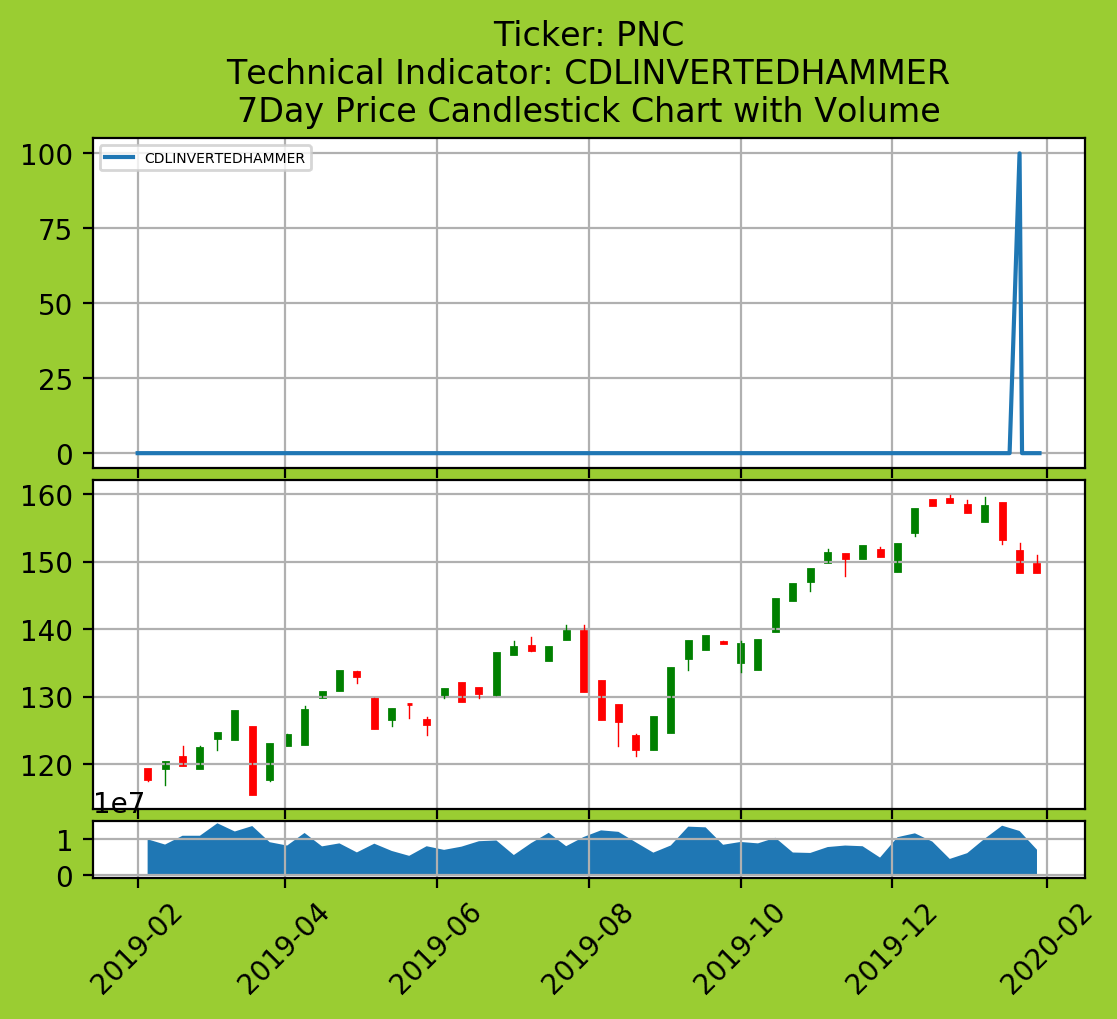 Ticker: PNC
Technical Indicator: CDLINVERTEDHAMMER
7Day Price Candlestick Chart with Volume
CDLINVERTEDHAMMER
100
75
50
25
0
160
150
140
130
120
1e7
1
0
2019-02 2019-04 2019-06 2019-08 2019-10 2019-12 2020-02